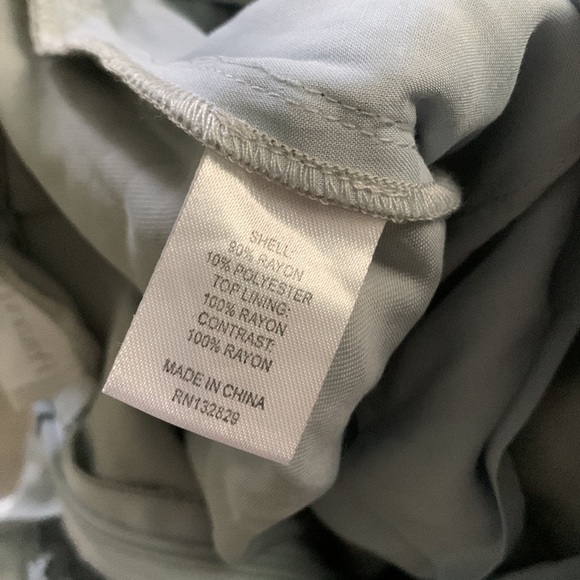 SHELL:
90% RAYON
10% POLYESTER
TOP LINING:
100% RAYON
CONTRAST:
100% RAYON
MADE IN CHINA
RN132829